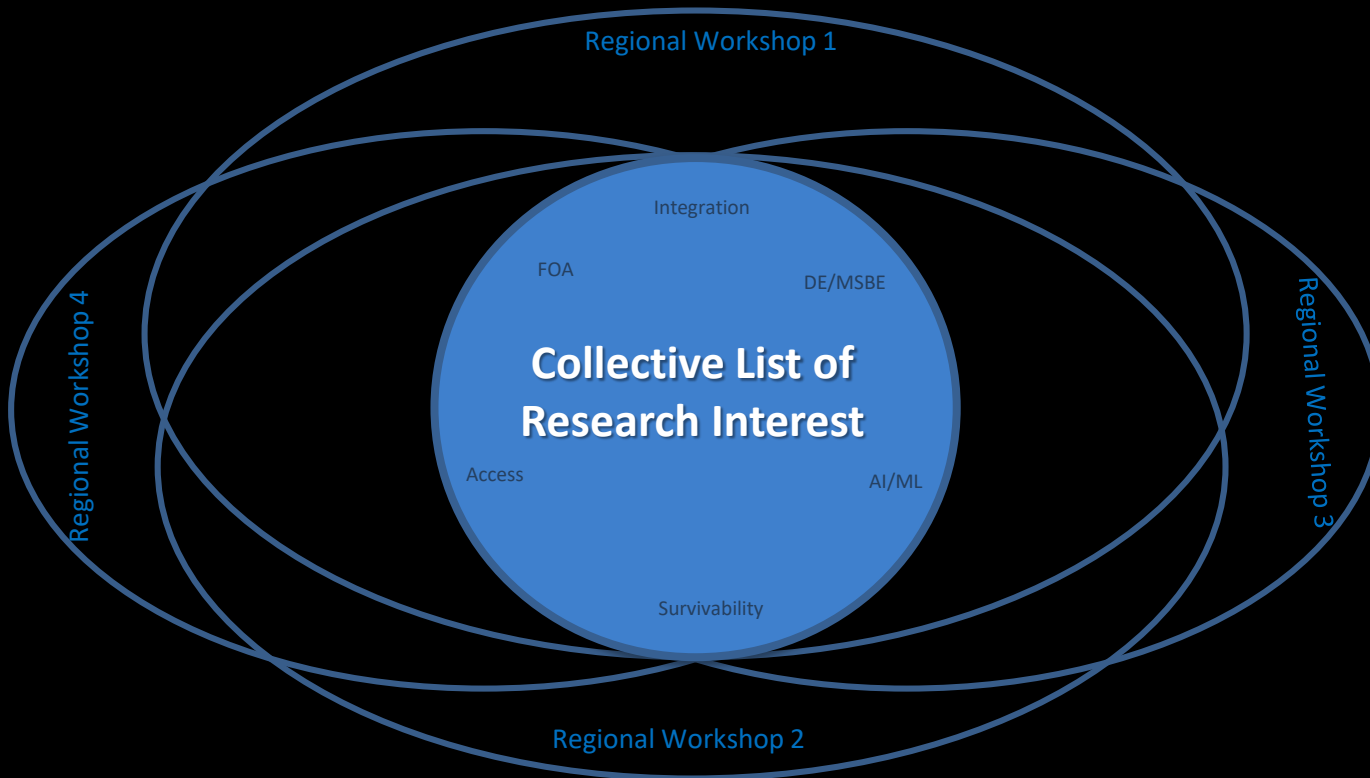 Regional Workshop 1
Integration
FOA
DE/MSBE
Regional Workshop 4
Regional Workshop 3
Collective List of
Research Interest
Access
AI/ML
Survivability
Regional Workshop 2